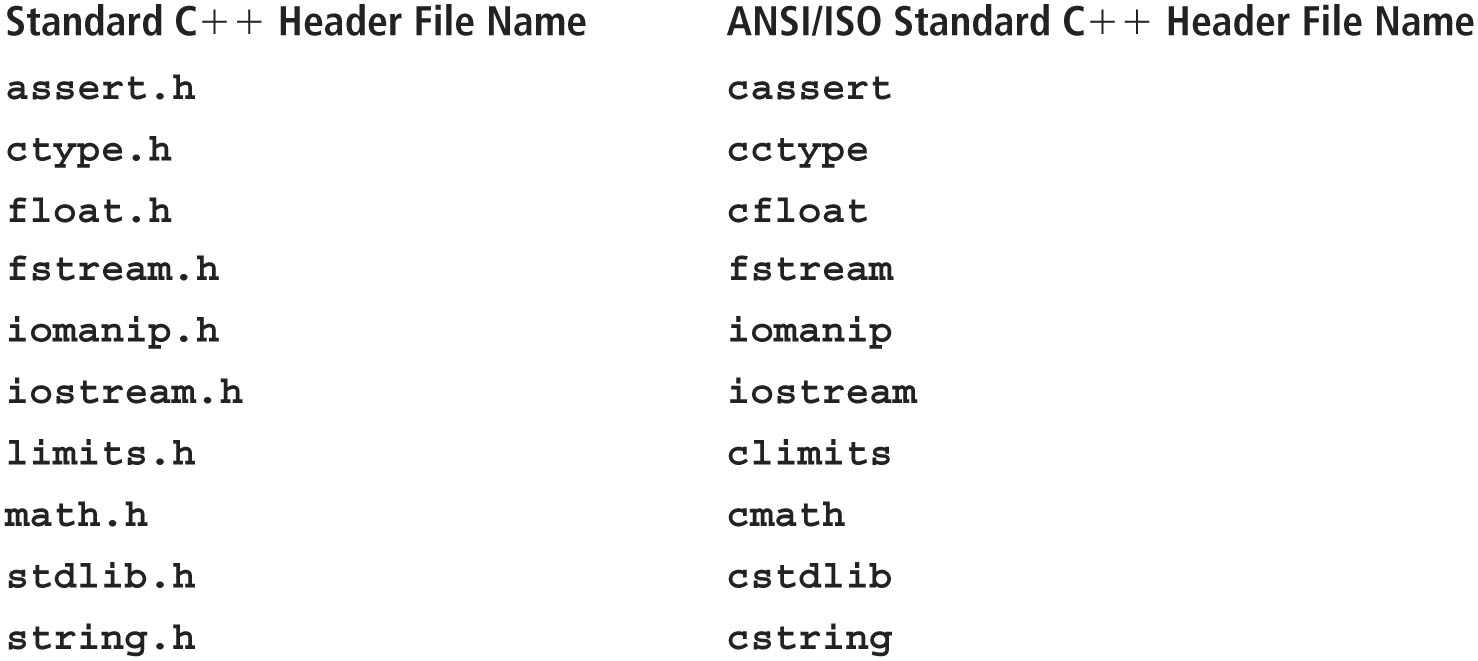 Standard C++ Header File Name ANSI/ISO Standard C++ Header File Name
assert.h cassert
ctype.h cctype
float.h cfloat
fstream.h fstream
iomanip.h iomanip
iostream.h iostream
limits.h climits
math.h cmath
stdlib.h cstdlib
string.h cstring